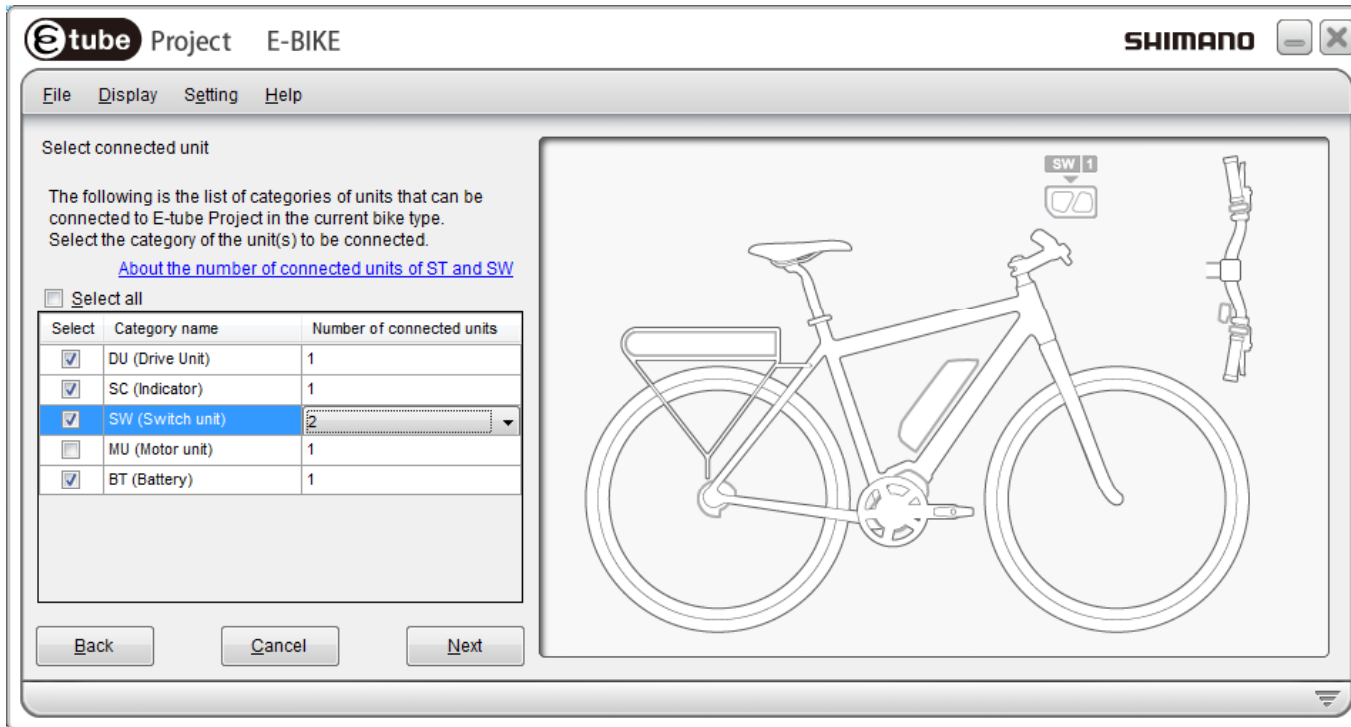 etube Project E-BIKE SHIMANO
File Display Setting Help
Select connected unit
The following is the list of categories of units that can be
connected to E-tube Project in the current bike type.
Select the category of the unit(s) to be connected.
About the number of connected units of ST and SW
Select all
Select Category name Number of connected units
DU (Drive Unit) 1
SC (Indicator) 1
SW (Switch unit) 2
MU (Motor unit) 1
BT (Battery) 1
Back Cancel Next
SW 1